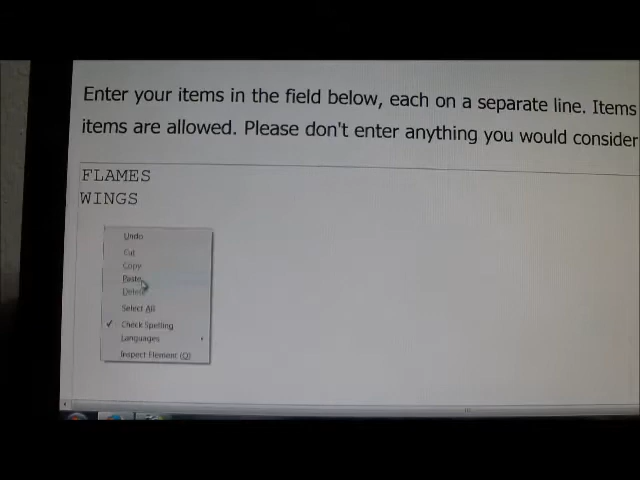 Enter your items in the field below, each on a separate line. Items
items are allowed. Please don't enter anything you would consider
FLAMES
WINGS
Undo
Cut
Copy
Paste
Delete
Select All
✓ Check Spelling
Languages
Inspect Element (Q)